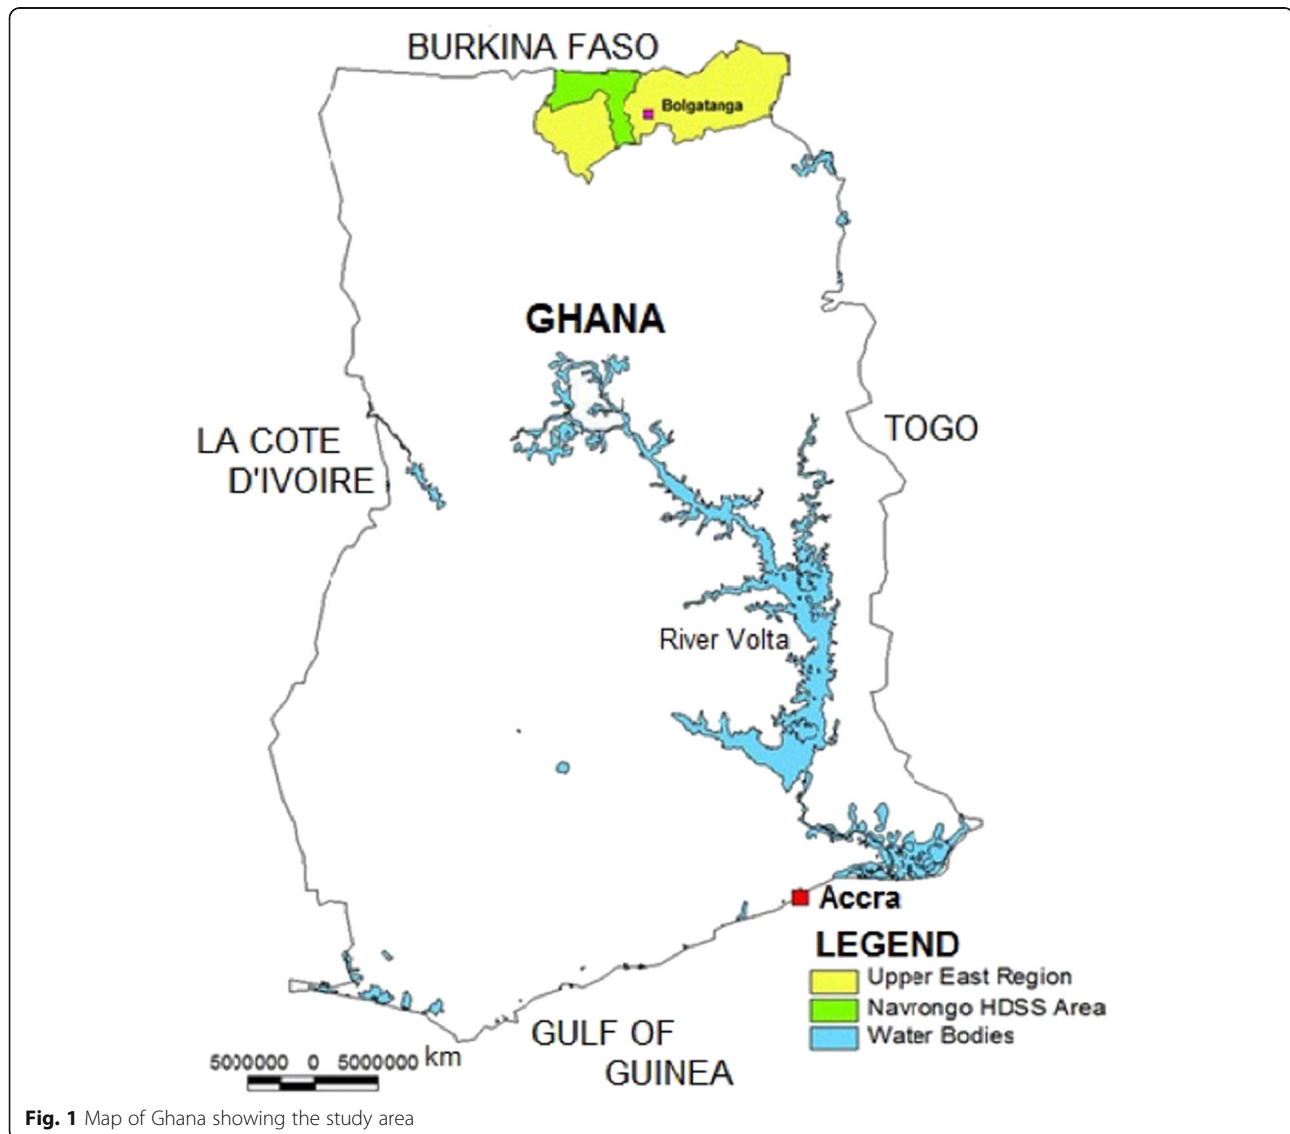 BURKINA FASO
Bolgatanga
GHANA
LA COTE
D'IVOIRE
TOGO
River Volta
Accra
LEGEND
Upper East Region
Navrongo HDSS Area
Water Bodies
GULF OF
GUINEA
5000000 0 5000000 km
Fig. 1 Map of Ghana showing the study area